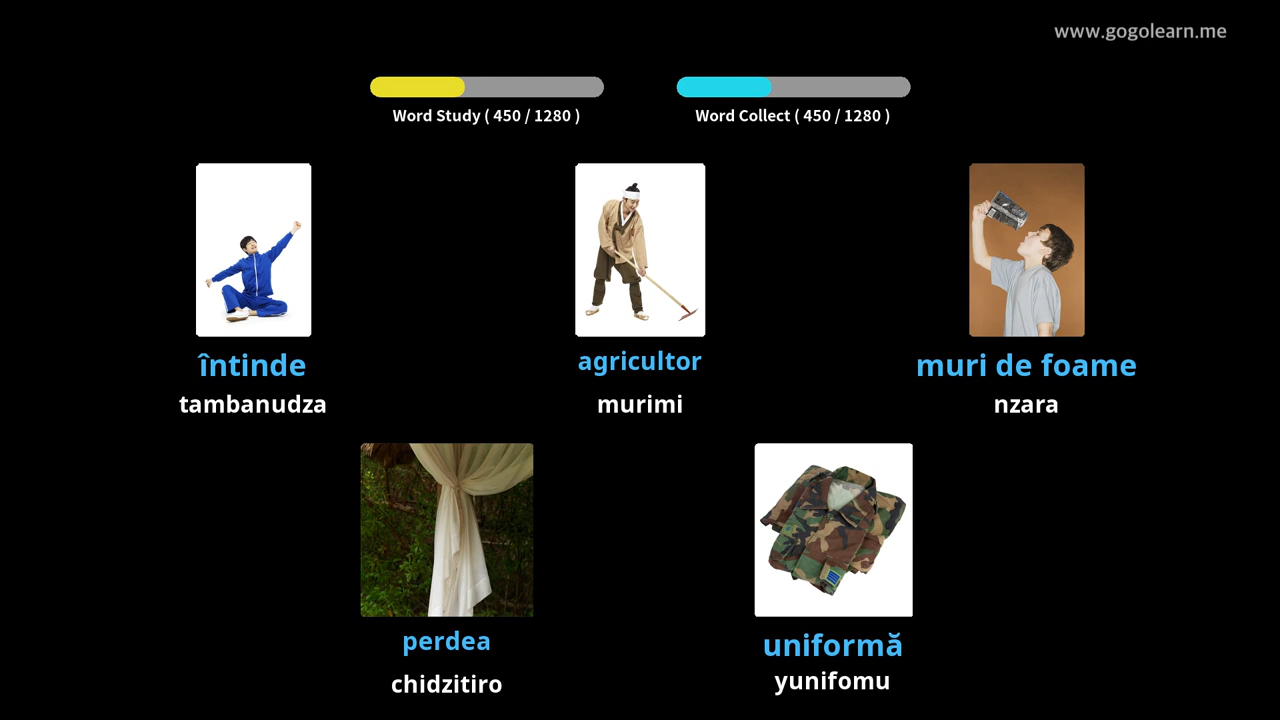 www.gogolearn.me
Word Study ( 450 / 1280 )
Word Collect ( 450 / 1280 )
întinde
tambanudza
agricultor
murimi
muri de foame
nzara
perdea
chidzitiro
uniformă
yunifomu